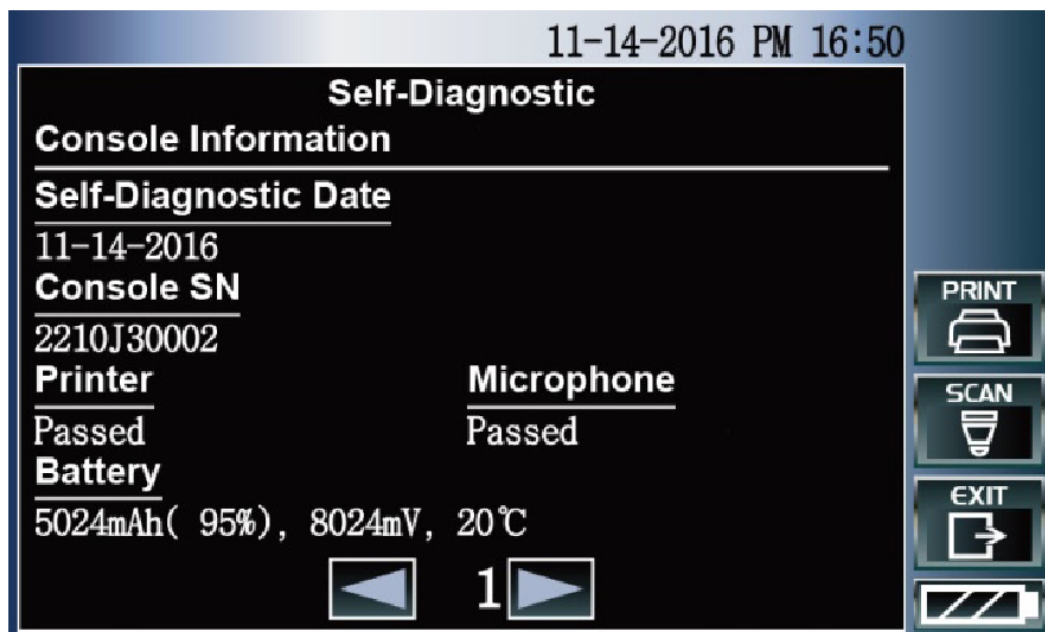 11-14-2016 PM 16:50
Self-Diagnostic
Console Information
Self-Diagnostic Date
11-14-2016
Console SN
2210J30002
Printer Microphone
Passed Passed
Battery
5024mAh( 95%), 8024mV, 20℃
1
PRINT
SCAN
EXIT